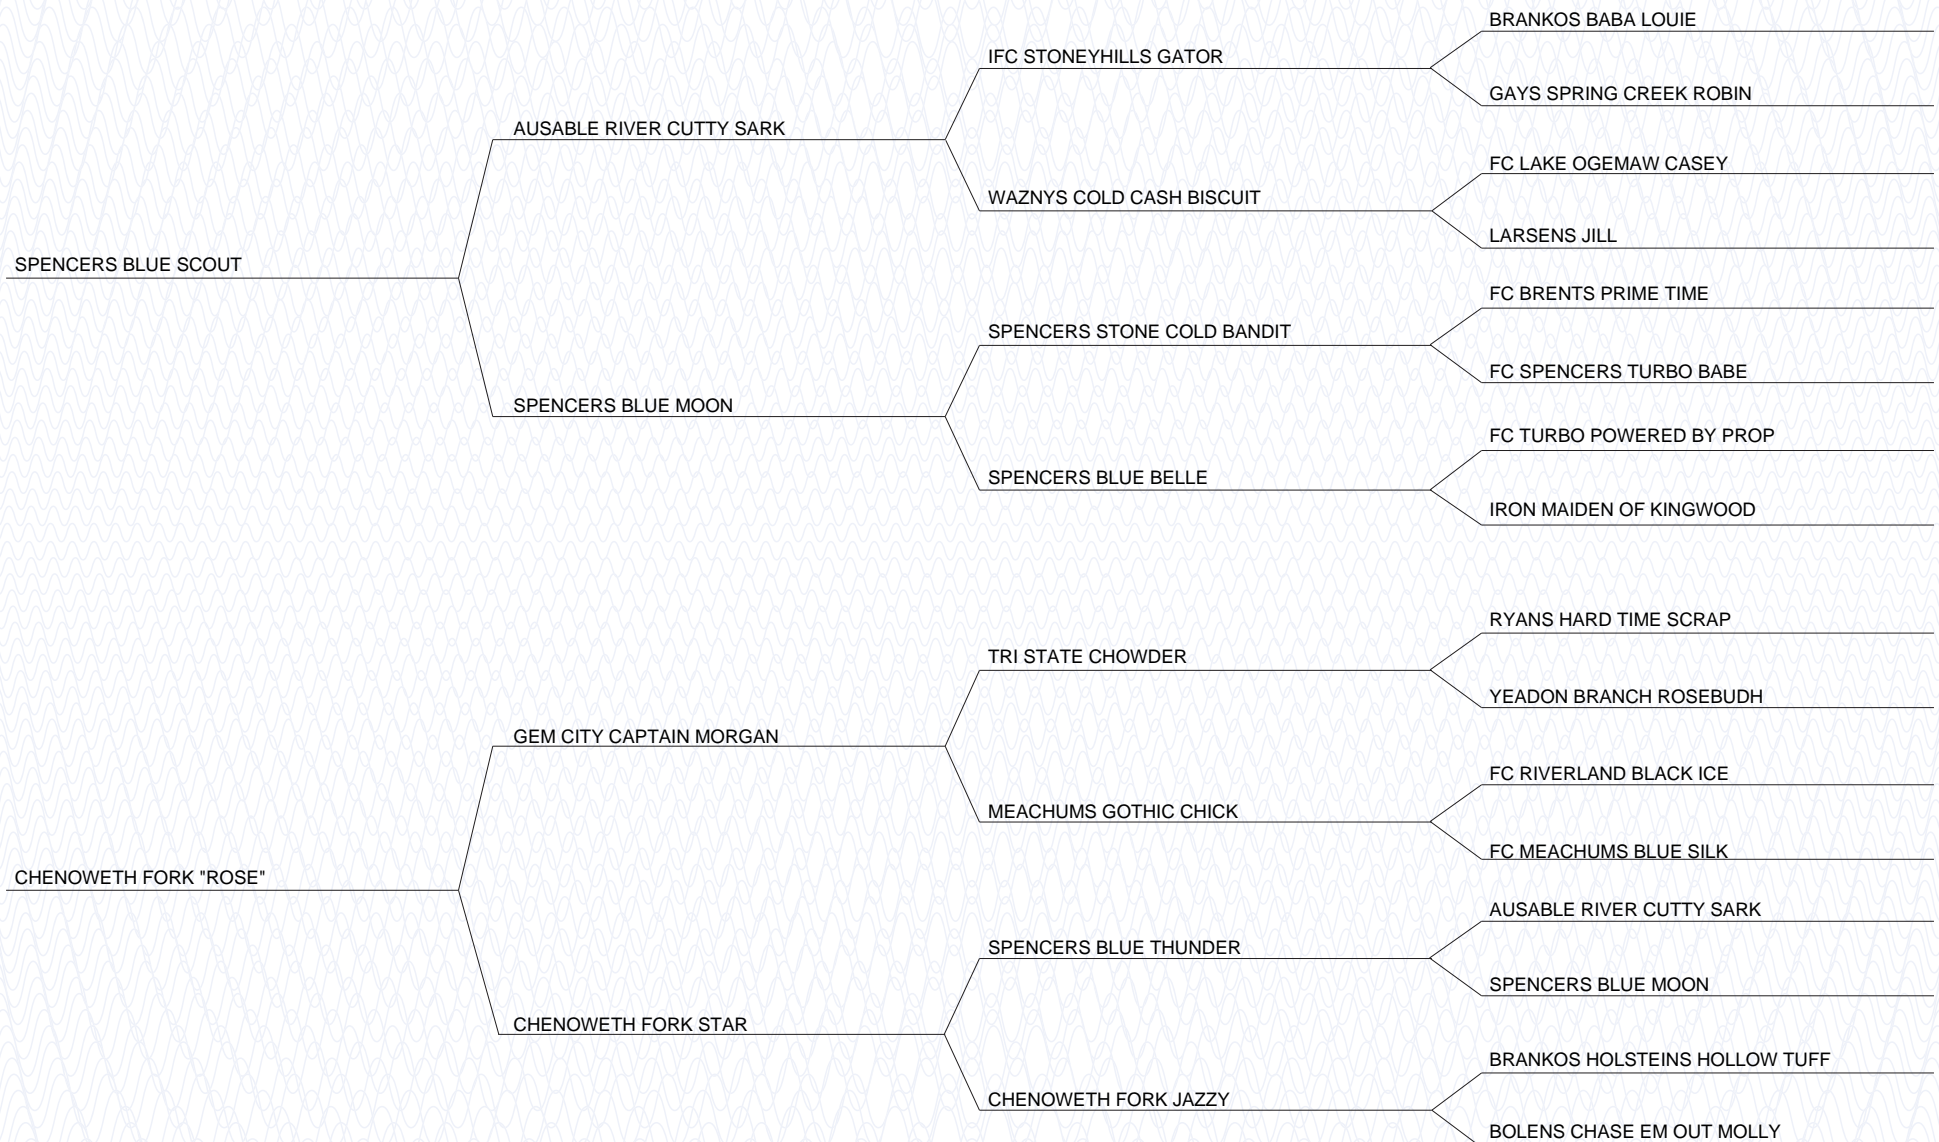 BRANKOS BABA LOUIE
IFC STONEYHILLS GATOR
GAYS SPRING CREEK ROBIN
AUSABLE RIVER CUTTY SARK
FC LAKE OGEMAW CASEY
WAZNYS COLD CASH BISCUIT
LARSENS JILL
SPENCERS BLUE SCOUT
FC BRENTS PRIME TIME
SPENCERS STONE COLD BANDIT
FC SPENCERS TURBO BABE
SPENCERS BLUE MOON
FC TURBO POWERED BY PROP
SPENCERS BLUE BELLE
IRON MAIDEN OF KINGWOOD
RYANS HARD TIME SCRAP
TRI STATE CHOWDER
YEADON BRANCH ROSEBUDH
GEM CITY CAPTAIN MORGAN
FC RIVERLAND BLACK ICE
MEACHUMS GOTHIC CHICK
FC MEACHUMS BLUE SILK
CHENOWETH FORK "ROSE"
AUSABLE RIVER CUTTY SARK
SPENCERS BLUE THUNDER
SPENCERS BLUE MOON
CHENOWETH FORK STAR
BRANKOS HOLSTEINS HOLLOW TUFF
CHENOWETH FORK JAZZY
BOLENS CHASE EM OUT MOLLY